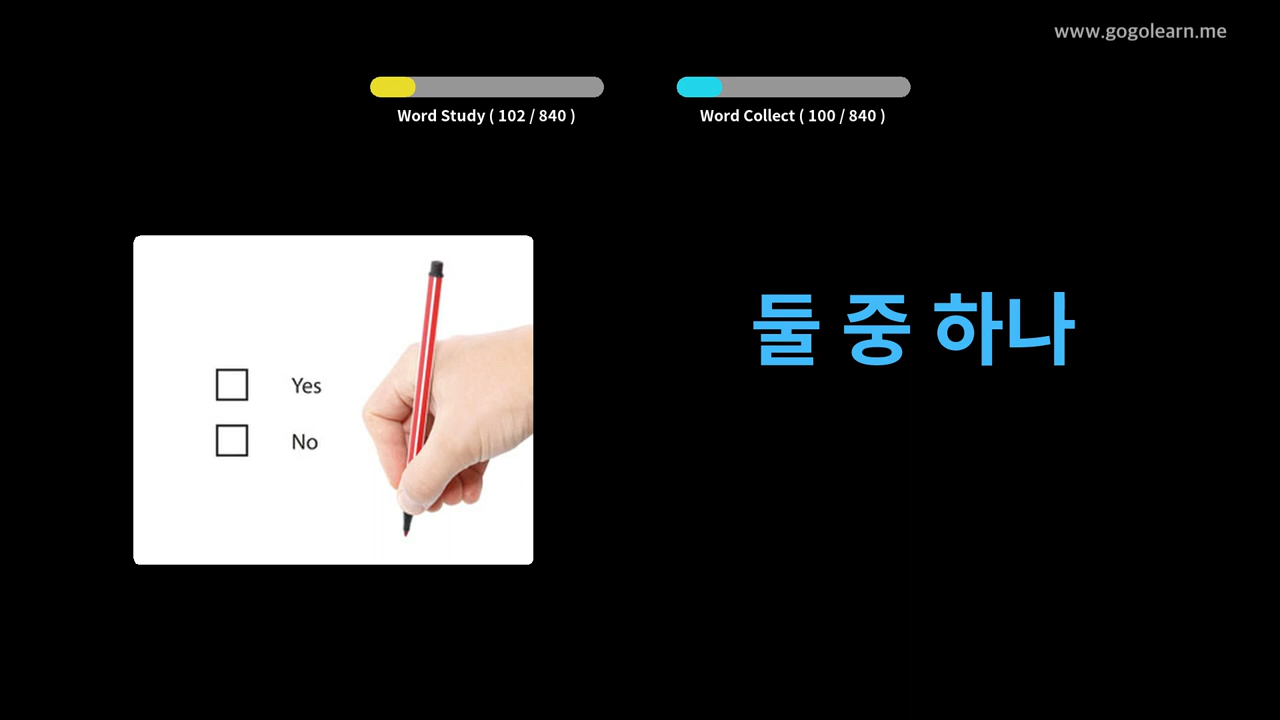 www.gogolearn.me
Word Study ( 102 / 840 )
Word Collect ( 100 / 840 )
Yes
No
둘 중 하나